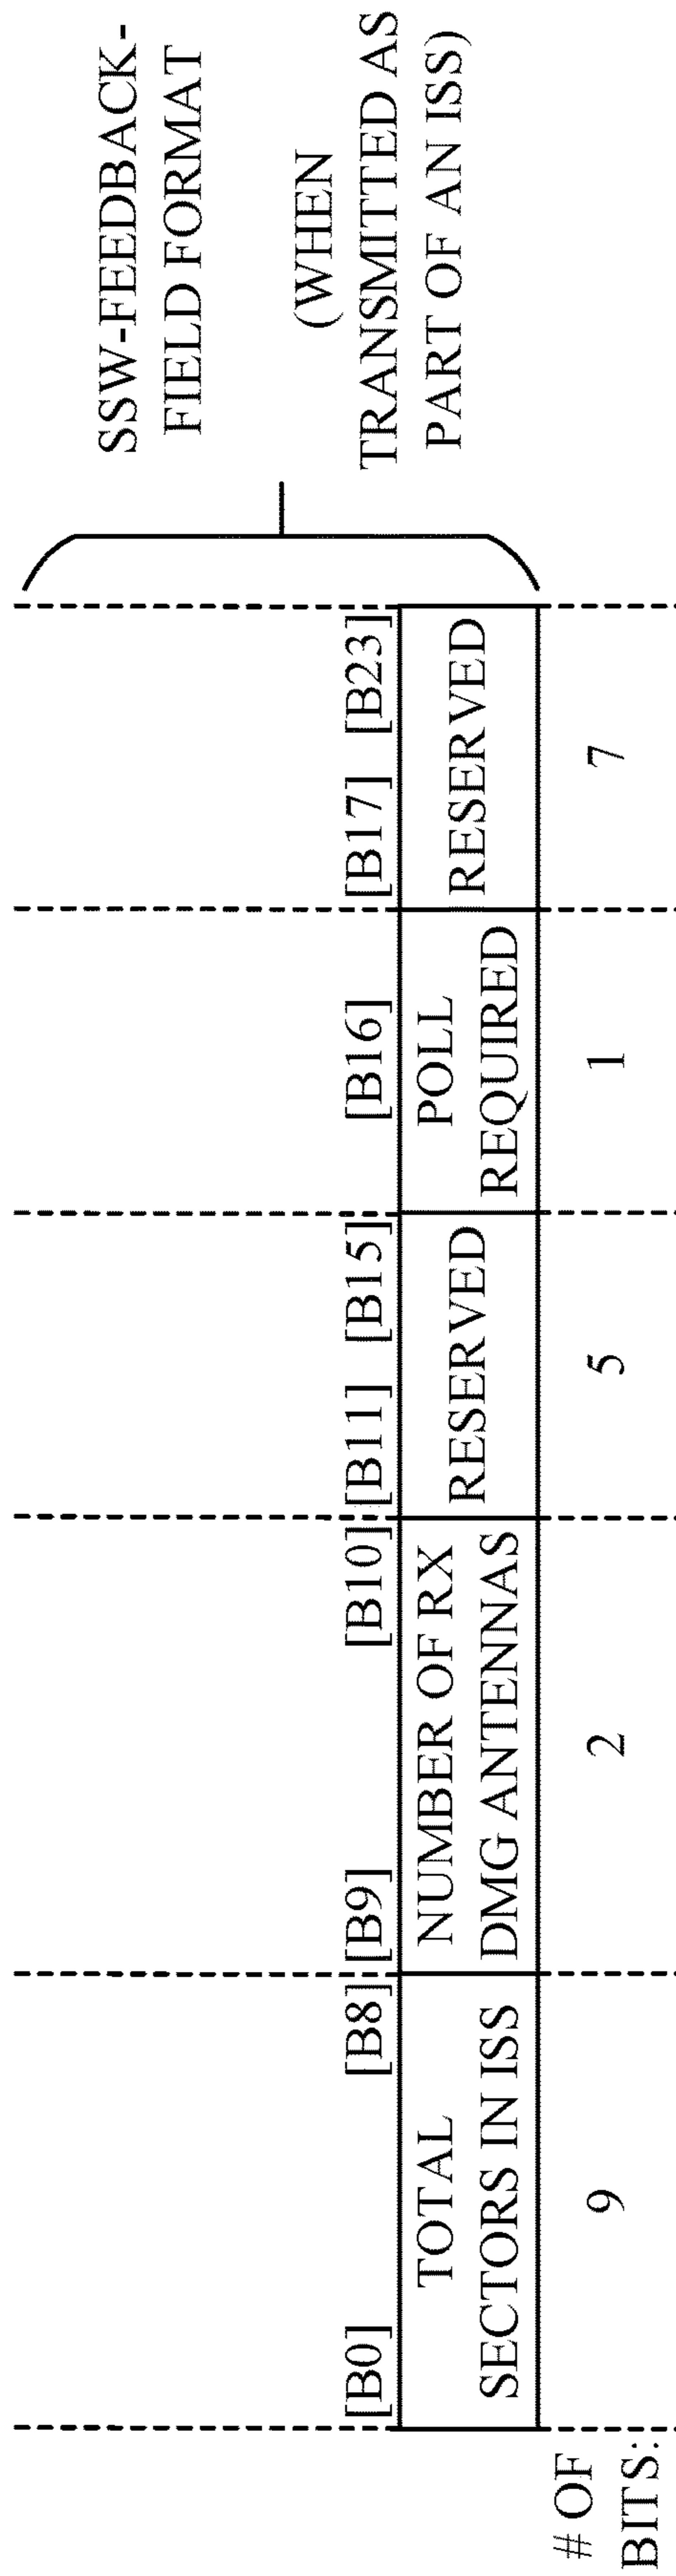 [B0] [B8] [B9] [B10] [B11] [B15] [B16] [B17] [B23]
TOTAL
SECTORS IN ISS
NUMBER OF RX
DMG ANTENNAS
RESERVED
POLL
REQUIRED
RESERVED
# OF
BITS:
9 2 5 1 7
SSW-FEEDBACK-
FIELD FORMAT
(WHEN
TRANSMITTED AS
PART OF AN ISS)